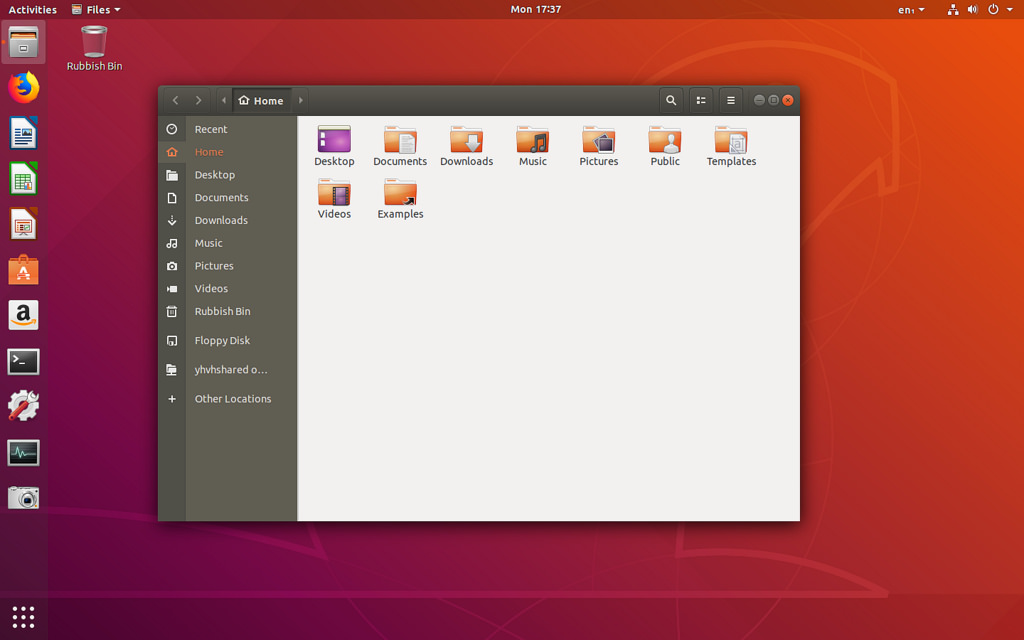 Activities
Files
Mon 17:37
en₁
Rubbish Bin
Home
Recent
Home
Desktop
Documents
Downloads
Music
Pictures
Videos
Rubbish Bin
Floppy Disk
yhvhshared o…
Other Locations
Desktop Documents Downloads Music Pictures Public Templates
Videos Examples
a
>_